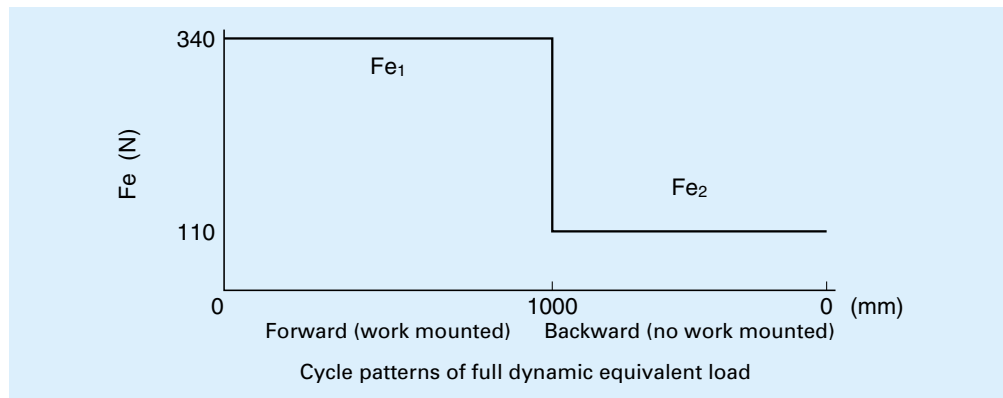 340
Fe₁
Fe (N)
Fe₂
110
0 1000 0 (mm)
Forward (work mounted) Backward (no work mounted)
Cycle patterns of full dynamic equivalent load